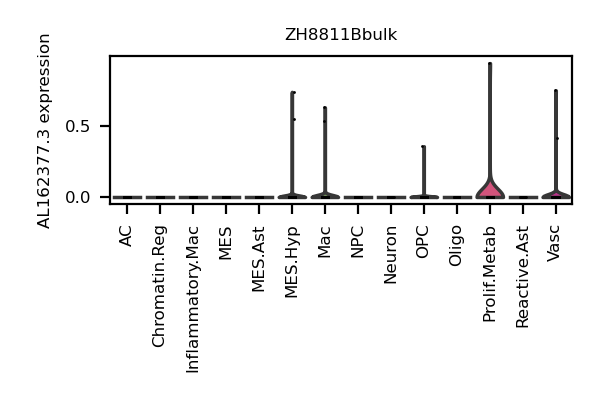 ZH8811Bbulk
AL162377.3 expression
0.5
0.0
AC
Chromatin.Reg
Inflammatory.Mac
MES
MES.Ast
MES.Hyp
Mac
NPC
Neuron
OPC
Oligo
Prolif.Metab
Reactive.Ast
Vasc